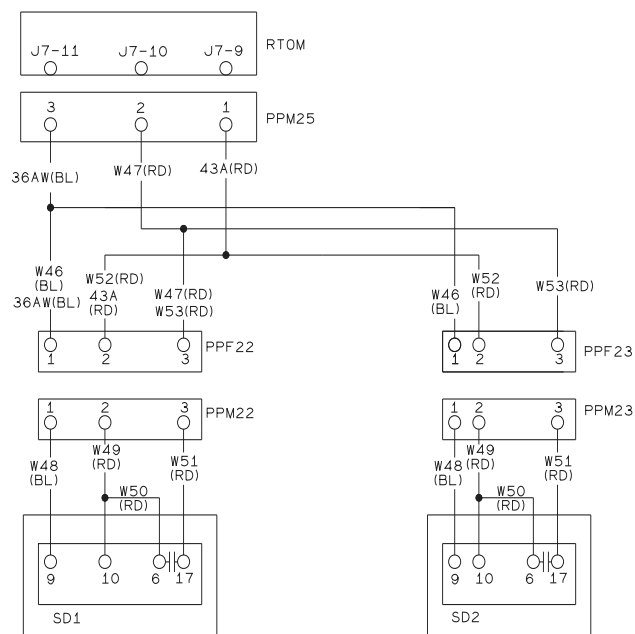 RTOM
J7-11 J7-10 J7-9
3 2 1
PPM25
36AW(BL) W47(RD) 43A(RD)
W46
(BL)
36AW(BL)
W52(RD)
43A
(RD)
W47(RD)
W53(RD)
W46
(BL)
W52
(RD)
W53(RD)
1 2 3
PPF22
1 2 3
PPF23
1 2 3
PPM22
1 2 3
PPM23
W48
(BL)
W49
(RD)
W51
(RD)
W50
(RD)
W48
(BL)
W49
(RD)
W51
(RD)
W50
(RD)
9 10 6 17
SD1
9 10 6 17
SD2